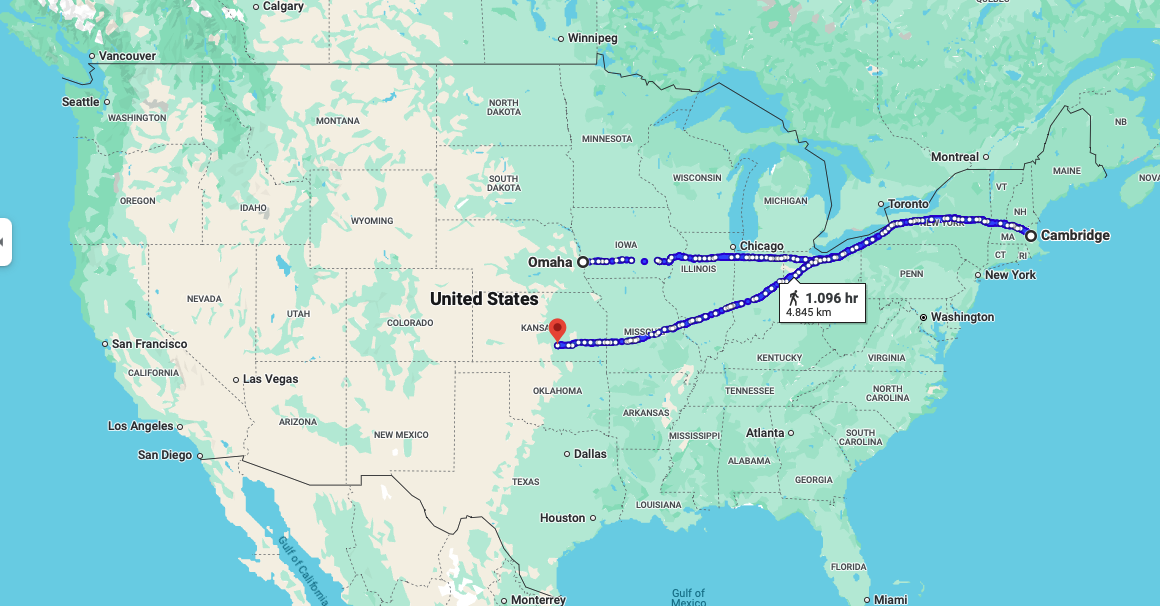 Calgary
QUÉBEC
Winnipeg
Vancouver
Seattle
WASHINGTON
NORTH
DAKOTA
MONTANA
MINNESOTA
NB
Montreal
MAINE
WISCONSIN
SOUTH
DAKOTA
VT
NOVA
OREGON
IDAHO
MICHIGAN
Toronto
WYOMING
NH
NEW YORK
MA
Cambridge
IOWA
Chicago
CT
RI
Omaha
ILLINOIS
PENN
New York
NEVADA
United States
1.096 hr
4.845 km
UTAH
COLORADO
KANSAS
MISSOURI
Washington
San Francisco
KENTUCKY
VIRGINIA
CALIFORNIA
Las Vegas
OKLAHOMA
TENNESSEE
NORTH
CAROLINA
ARKANSAS
Los Angeles
ARIZONA
NEW MEXICO
MISSISSIPPI
Atlanta
SOUTH
CAROLINA
San Diego
Dallas
ALABAMA
TEXAS
GEORGIA
LOUISIANA
Houston
Gulf of California
FLORIDA
Gulf of
Mexico
Monterrey
Miami